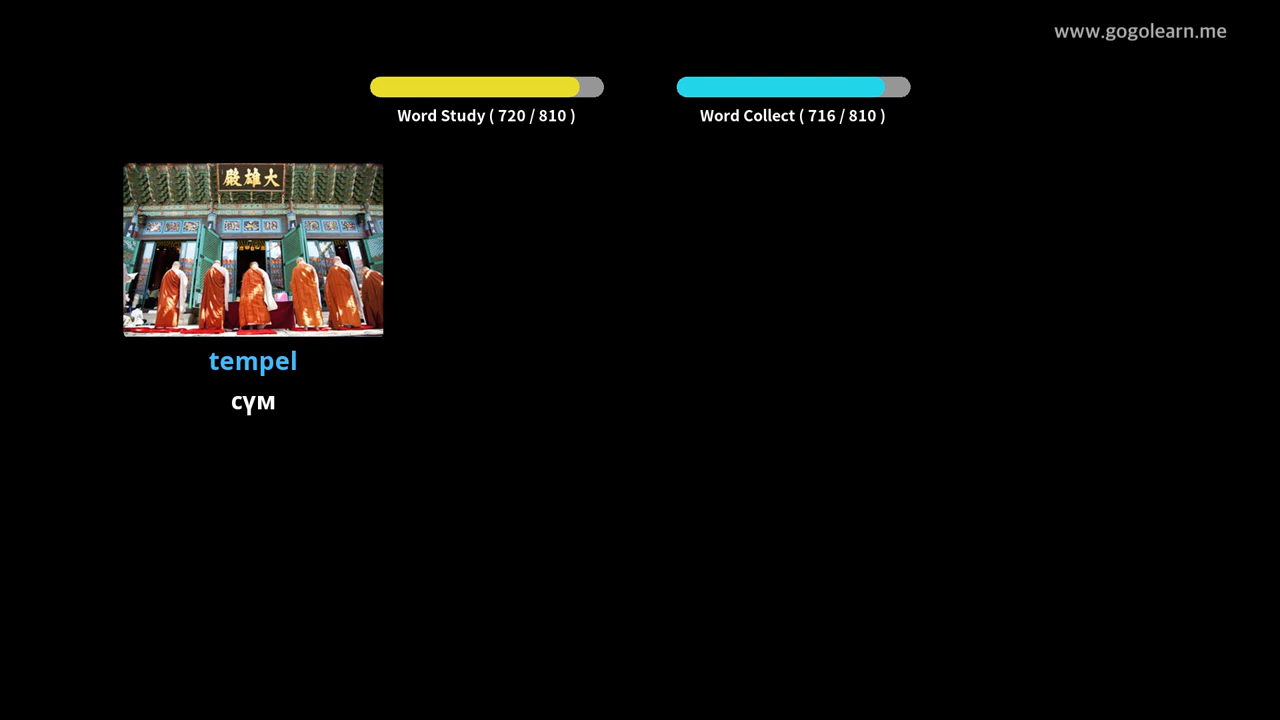 www.gogolearn.me
Word Study ( 720 / 810 )
Word Collect ( 716 / 810 )
殿雄大
tempel
сүм